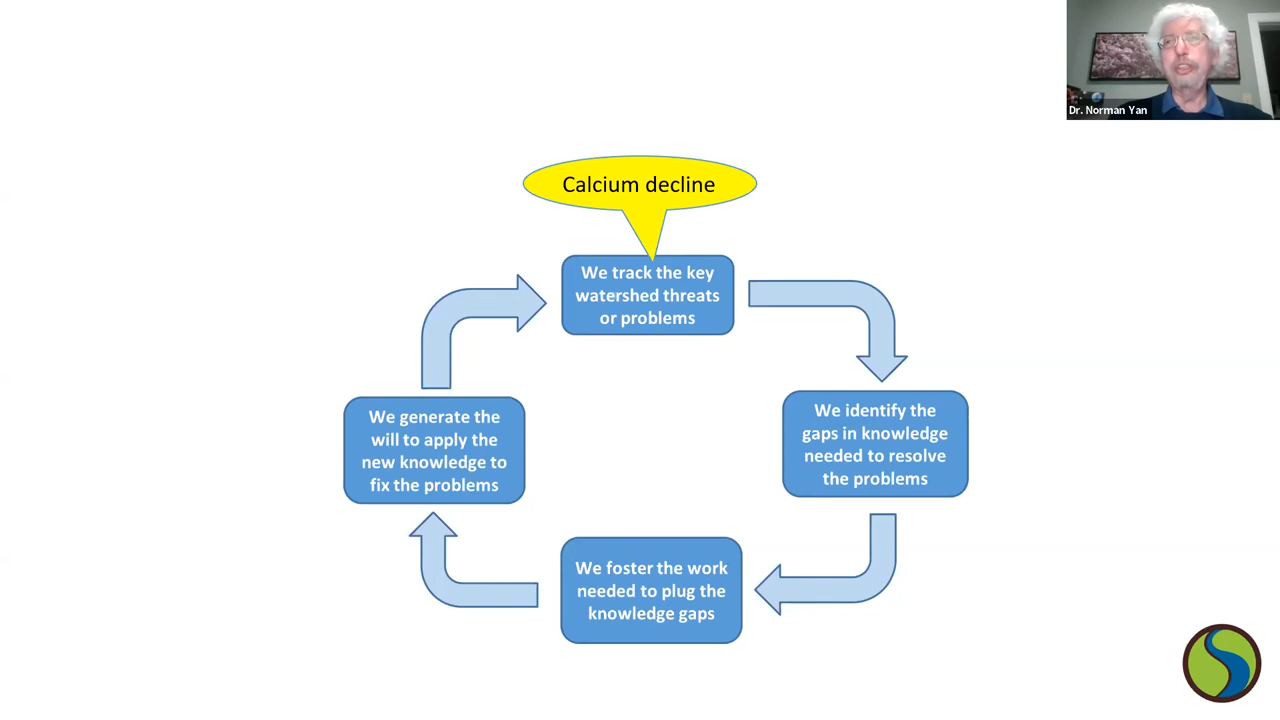 Dr. Norman Yan
Calcium decline
We track the key
watershed threats
or problems
We identify the
gaps in knowledge
needed to resolve
the problems
We foster the work
needed to plug the
knowledge gaps
We generate the
will to apply the
new knowledge to
fix the problems